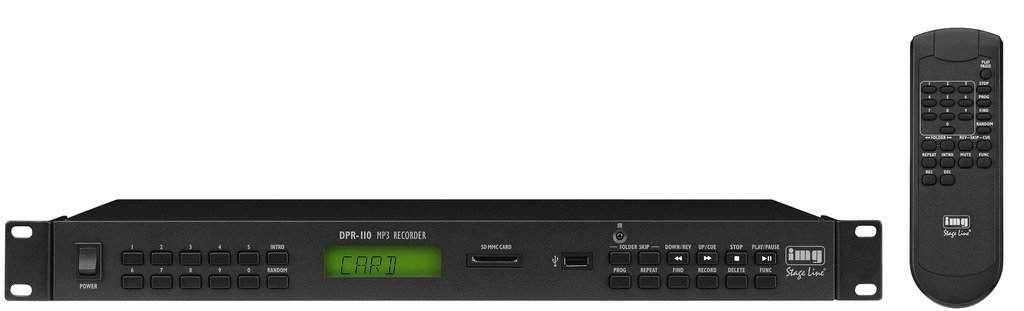 DPR-110 MP3 RECORDER
IR
1 2 3 4 5 INTRO
SD MMC CARD
FOLDER SKIP DOWN/REV UP/CUE STOP PLAY/PAUSE
CARD
img
Stage Line®
6 7 8 9 0 RANDOM
PROG REPEAT FIND RECORD DELETE FUNC
POWER
PLAY
PAUSE
1 2 3 STOP
4 5 6 PROG
7 8 9 FIND
0 RANDOM
FOLDER REV-SKIP-CUE
REPEAT INTRO MUTE FUNC
REC DEL
img
Stage Line®